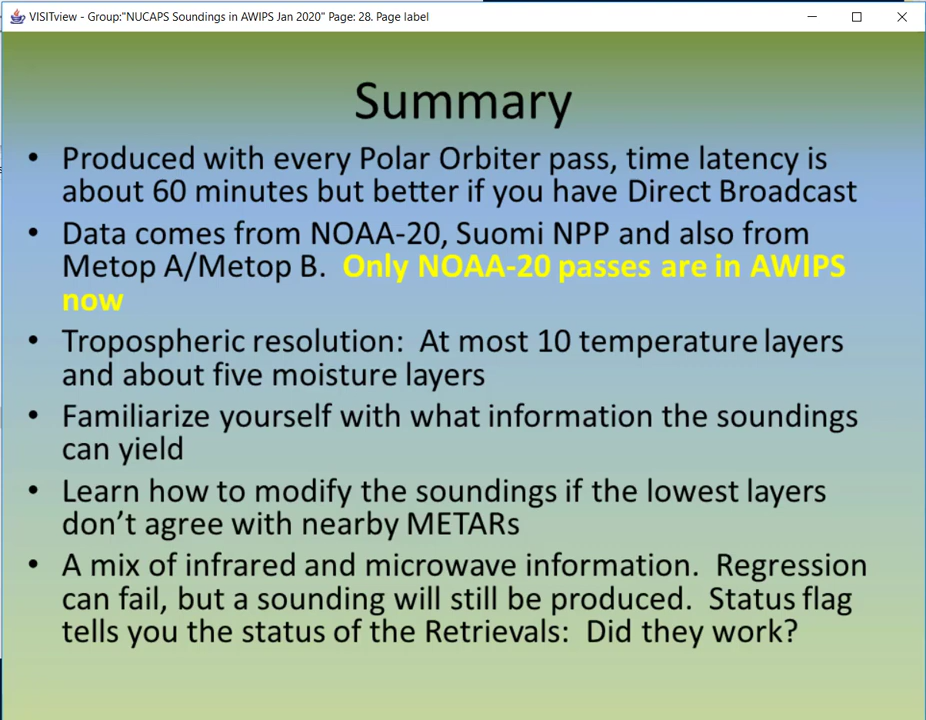 VISITview - Group:"NUCAPS Soundings in AWIPS Jan 2020" Page: 28. Page label
Summary
• Produced with every Polar Orbiter pass, time latency is
about 60 minutes but better if you have Direct Broadcast
• Data comes from NOAA-20, Suomi NPP and also from
Metop A/Metop B.  Only NOAA-20 passes are in AWIPS
now
• Tropospheric resolution:  At most 10 temperature layers
and about five moisture layers
• Familiarize yourself with what information the soundings
can yield
• Learn how to modify the soundings if the lowest layers
don’t agree with nearby METARs
• A mix of infrared and microwave information.  Regression
can fail, but a sounding will still be produced.  Status flag
tells you the status of the Retrievals:  Did they work?